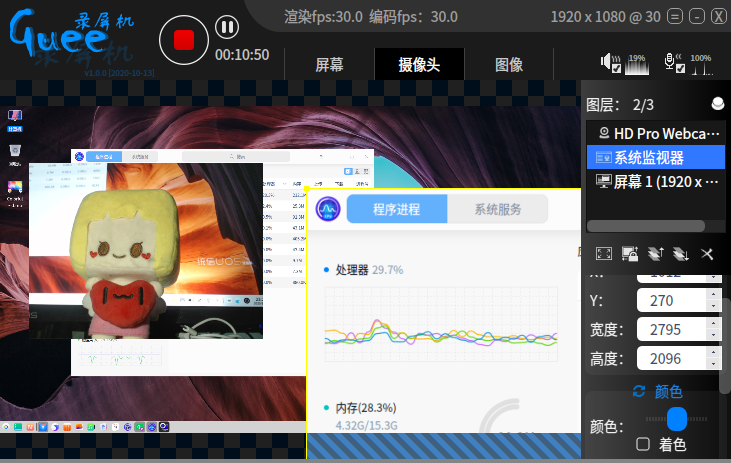 Guee 录屏机
渲染fps:30.0 编码fps: 30.0
1920 x 1080 @ 30
00:10:50
屏幕
摄像头
图像
19%
100%
v1.0.0 [2020-10-13]
图层: 2/3
HD Pro Webca…
系统监视器
屏幕 1 (1920 x …
程序进程
系统服务
处理器 29.7%
内存(28.3%)
4.32G/15.3G
统信UOS
Y:
270
宽度:
2795
高度:
2096
颜色
颜色:
着色